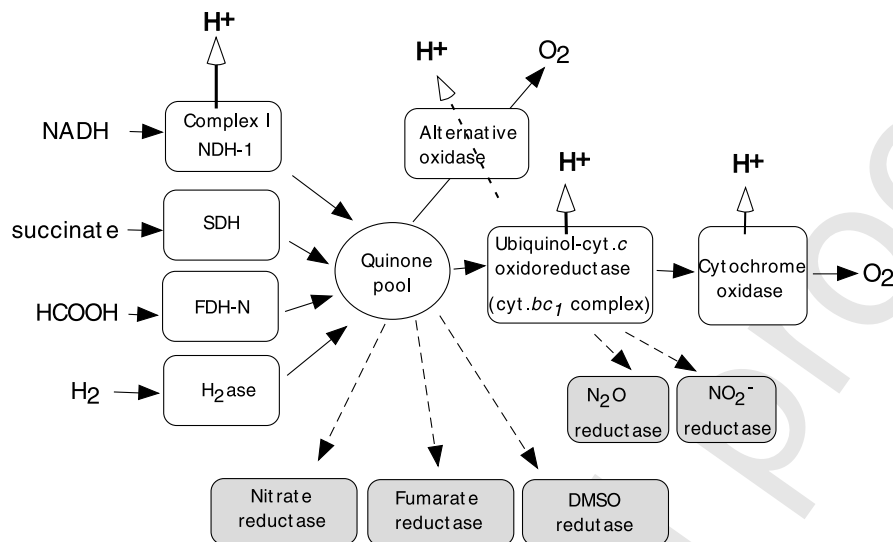 H+
H+
O2
NADH
Complex I
NDH-1
Alternative
oxidase
H+
H+
succinate
SDH
Quinone
pool
Ubiquinol-cyt.c
oxidoreductase
(cyt.bc1 complex)
Cytochrome
oxidase
O2
HCOOH
FDH-N
H2
H2ase
N2O
reductase
NO2-
reductase
Nitrate
reductase
Fumarate
reductase
DMSO
redutase